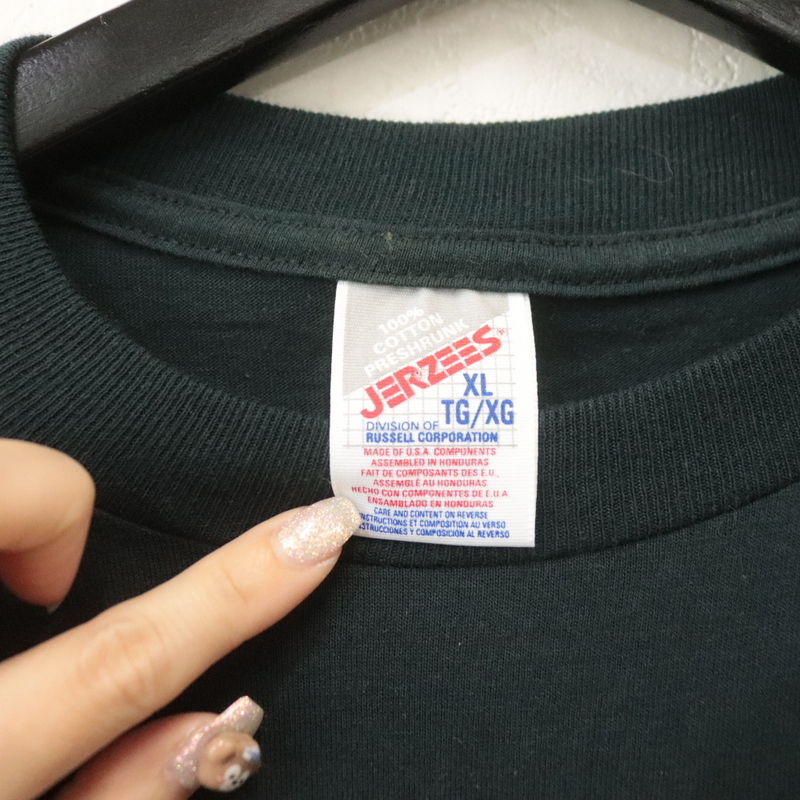 100%
COTTON
PRESHRUNK
JERZEES®
XL
TG/XG
DIVISION OF
RUSSELL CORPORATION
MADE OF U.S.A. COMPONENTS
ASSEMBLED IN HONDURAS
FAIT DE COMPOSANTS DES É.U.,
ASSEMBLÉ AU HONDURAS
HECHO CON COMPONENTES DE E.U.A.
ENSAMBLADO EN HONDURAS
CARE AND CONTENT ON REVERSE
NSTRUCTIONS ET COMPOSITION AU VERSO
STRUCCIONES Y COMPOSICIÓN AL REVERSO